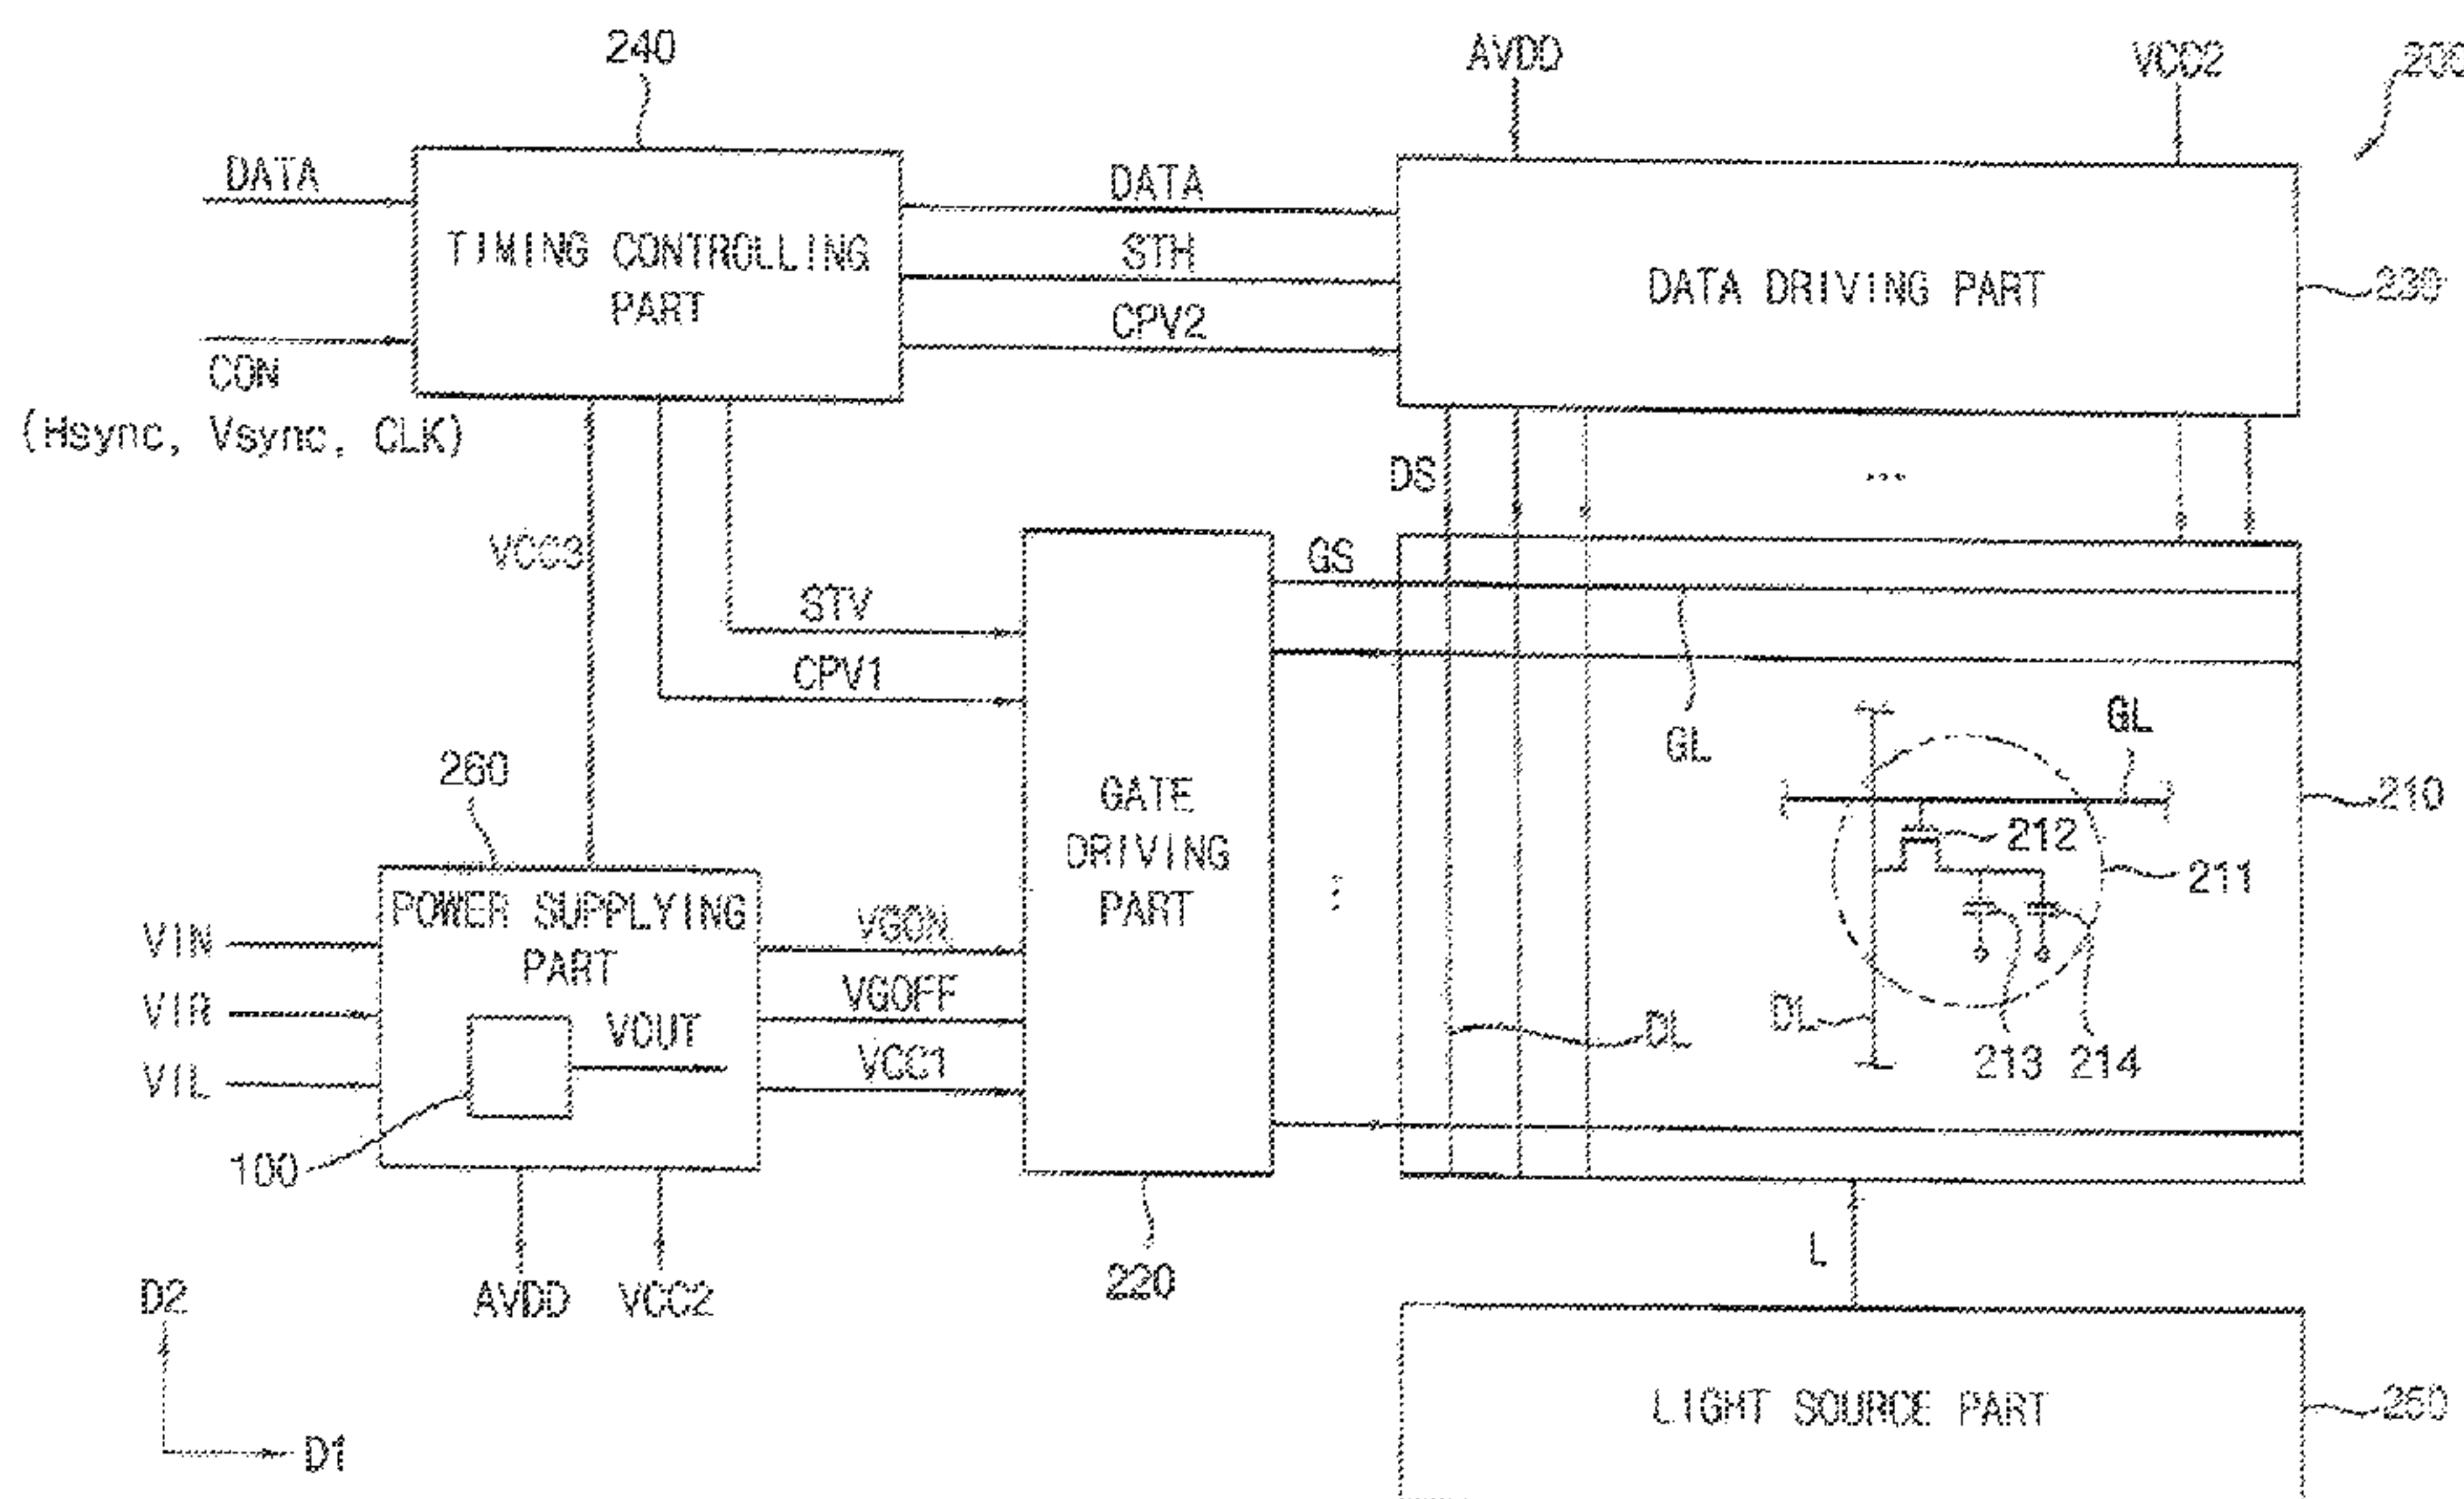 240
AVDD
VCC2
200
DATA
TIMING CONTROLLING
PART
CON
(Hsync, Vsync, CLK)
DATA
STH
CPV2
DATA DRIVING PART
230
DS
...
VCC3
STV
CPV1
GS
GL
GL
210
212
211
213 214
DL
DL
GATE
DRIVING
PART
220
260
POWER SUPPLYING
PART
VIN
VIR
VIL
VOUT
100
VGON
VGOFF
VCC1
AVDD
VCC2
L
LIGHT SOURCE PART
250
D2
D1